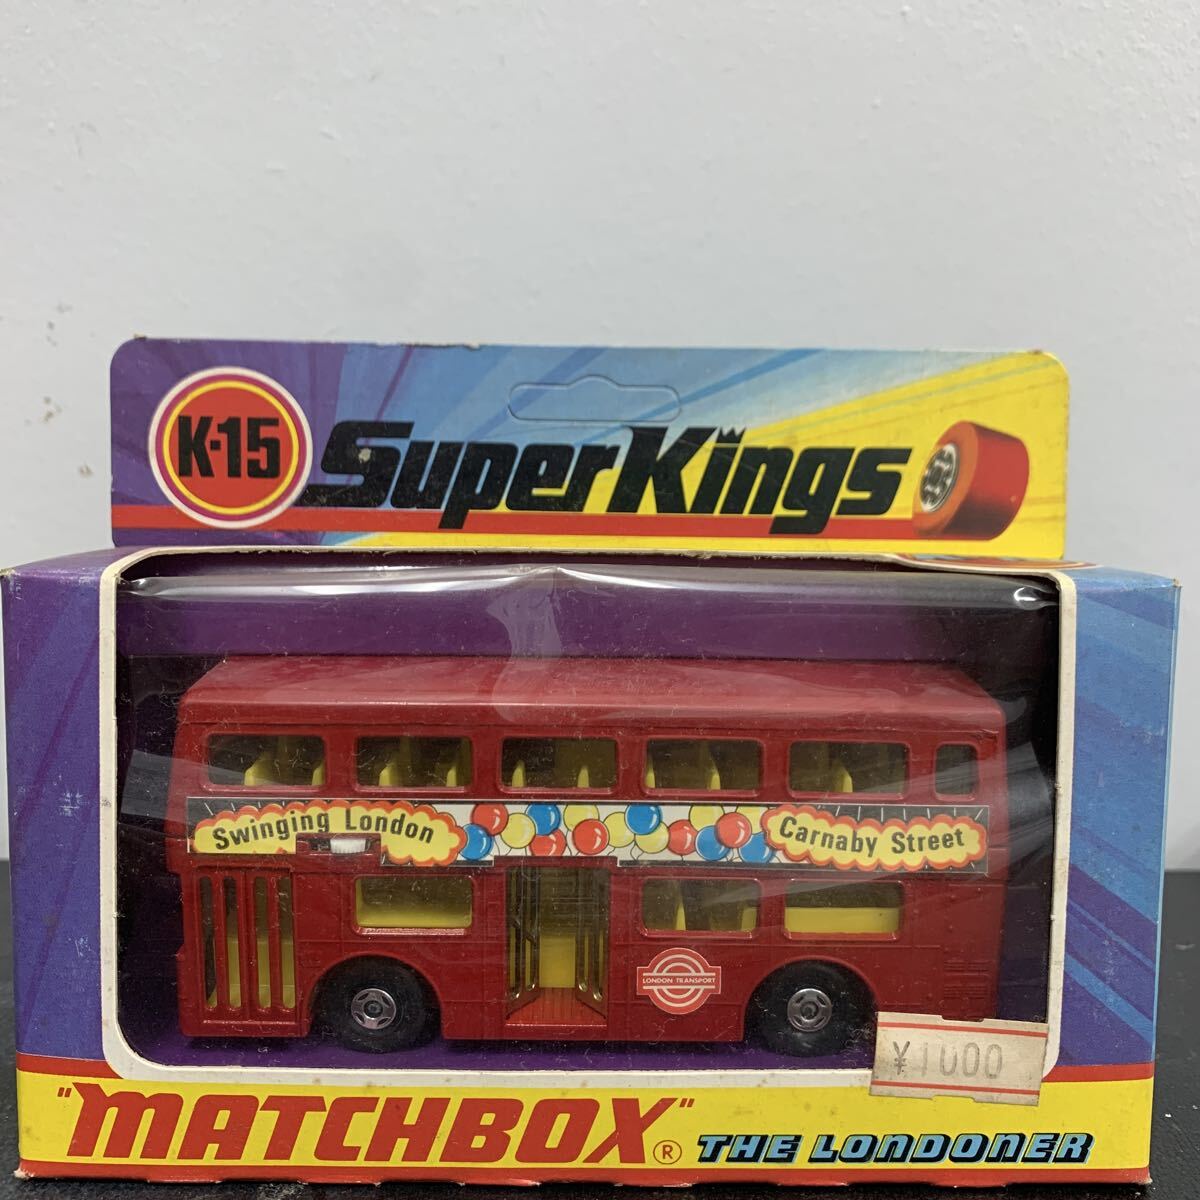 K-15 SuperKings
Swinging London Carnaby Street
LONDON TRANSPORT
¥1000
"MATCHBOX"® THE LONDONER